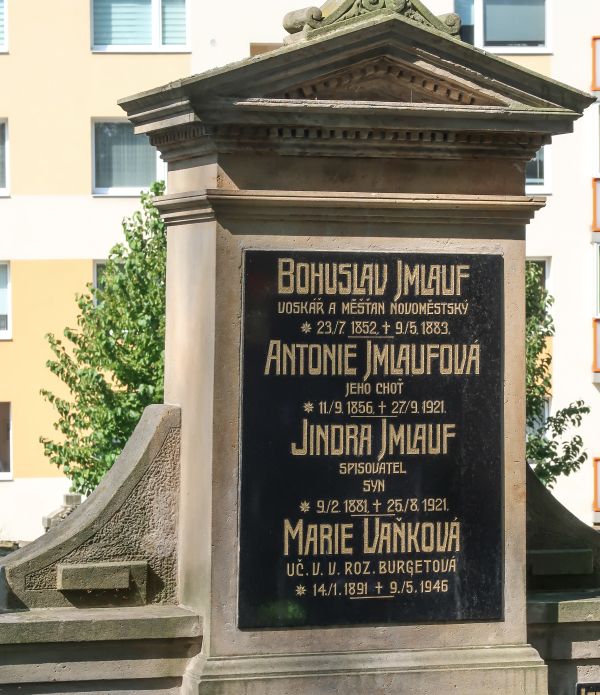 BOHUSLAV JMLAUF
VOSKÁŘ A MĚŠŤAN NOVOMĚSTSKÝ
* 23./7 1852. + 9./5. 1883.
ANTONIE JMLAUFOVÁ
JEHO CHOŤ
* 11./9. 1856. + 27./9. 1921.
JINDRA JMLAUF
SPISOVATEL
SYN
* 9./2. 1881. + 25./8. 1921.
MARIE VAŇKOVÁ
UČ. V. V. ROZ. BURGETOVÁ
* 14./1. 1891 + 9./5. 1946